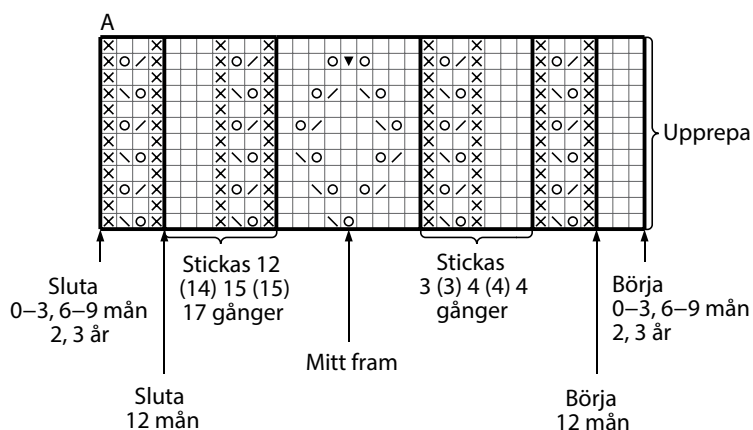 A
Upprepa
Sluta
0–3, 6–9 mån
2, 3 år
Stickas 12
(14) 15 (15)
17 gånger
Mitt fram
Stickas
3 (3) 4 (4) 4
gånger
Börja
0–3, 6–9 mån
2, 3 år
Sluta
12 mån
Börja
12 mån